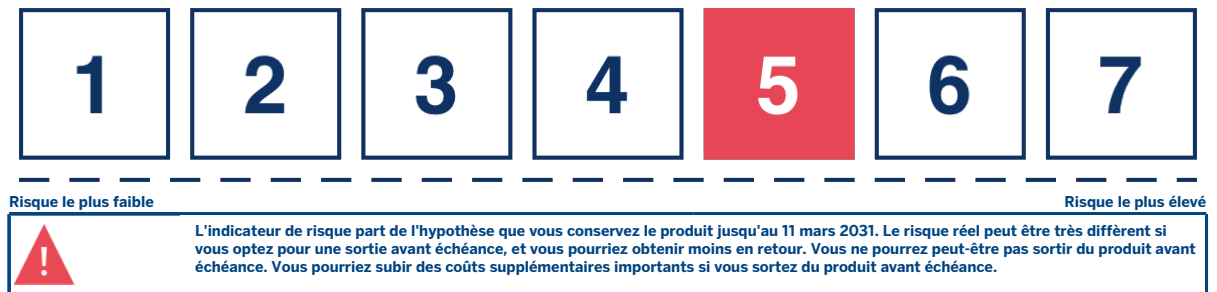 1 2 3 4 5 6 7
Risque le plus faible Risque le plus élevé
L'indicateur de risque part de l'hypothèse que vous conservez le produit jusqu'au 11 mars 2031. Le risque réel peut être très différent si
vous optez pour une sortie avant échéance, et vous pourriez obtenir moins en retour. Vous ne pourrez peut-être pas sortir du produit avant
échéance. Vous pourriez subir des coûts supplémentaires importants si vous sortez du produit avant échéance.